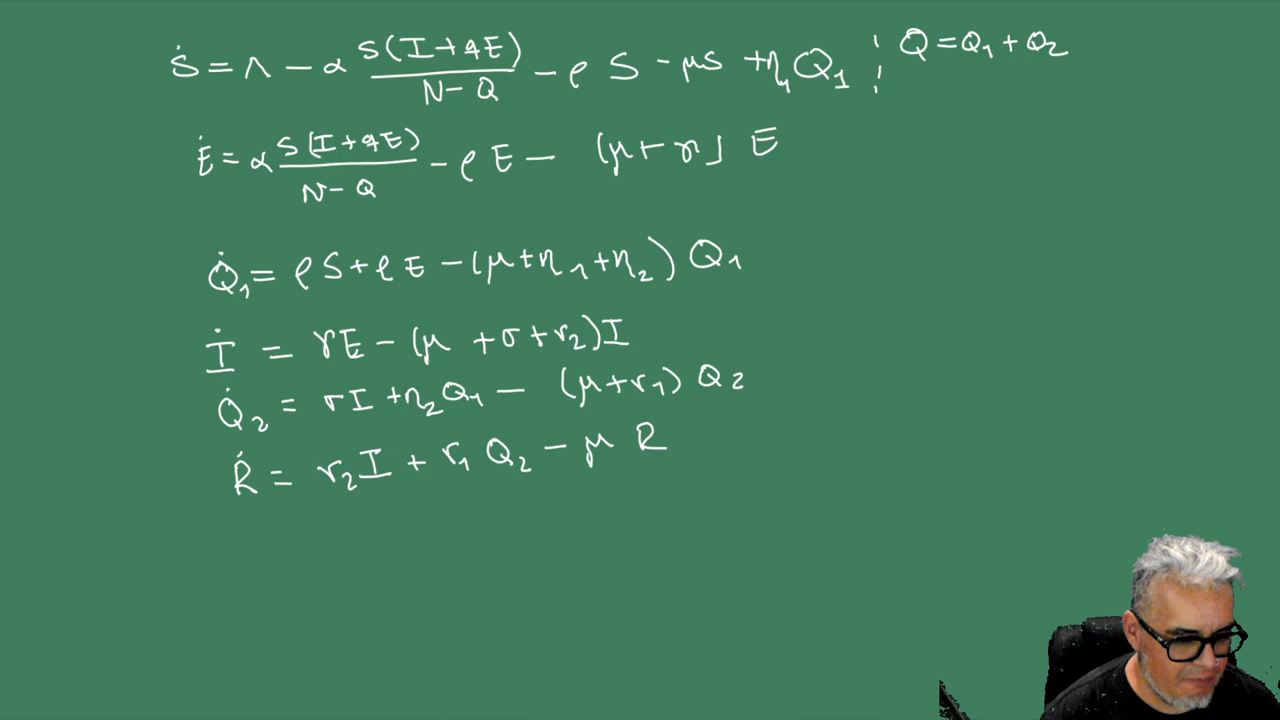 Ṡ = Λ − α S(I+qE)/(N−Q) − ρ S − μS + η₁Q₁ ; Q = Q₁ + Q₂
Ė = α S(I+qE)/(N−Q) − ρ E − (μ+γ) E
Q̇₁ = ρ S + ρ E − (μ+η₁+η₂) Q₁
İ = γE − (μ + σ + r₂) I
Q̇₂ = σI + η₂Q₁ − (μ+r₁) Q₂
Ṙ = r₂I + r₁ Q₂ − μ R